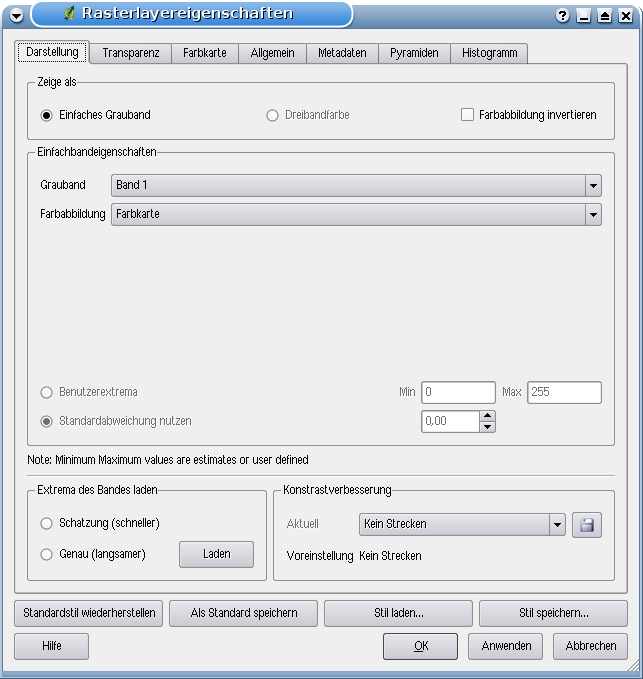 Rasterlayereigenschaften
Darstellung Transparenz Farbkarte Allgemein Metadaten Pyramiden Histogramm
Zeige als
Einfaches Grauband Dreibandfarbe Farbabbildung invertieren
Einfachbandeigenschaften
Grauband Band 1
Farbabbildung Farbkarte
Benutzerextrema Min 0 Max 255
Standardabweichung nutzen 0,00
Note: Minimum Maximum values are estimates or user defined
Extrema des Bandes laden
Schatzung (schneller)
Genau (langsamer) Laden
Konstrastverbesserung
Aktuell Kein Strecken
Voreinstellung Kein Strecken
Standardstil wiederherstellen Als Standard speichern Stil laden... Stil speichern...
Hilfe OK Anwenden Abbrechen